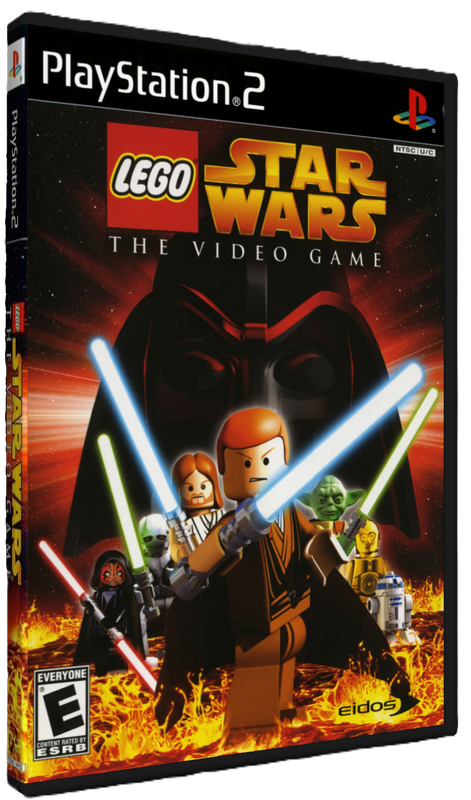 PlayStation®2
NTSC U/C
LEGO
STAR
WARS
THE VIDEO GAME
PlayStation®2
LEGO STAR WARS
THE VIDEO GAME
EVERYONE
E
CONTENT RATED BY
ESRB
eidos